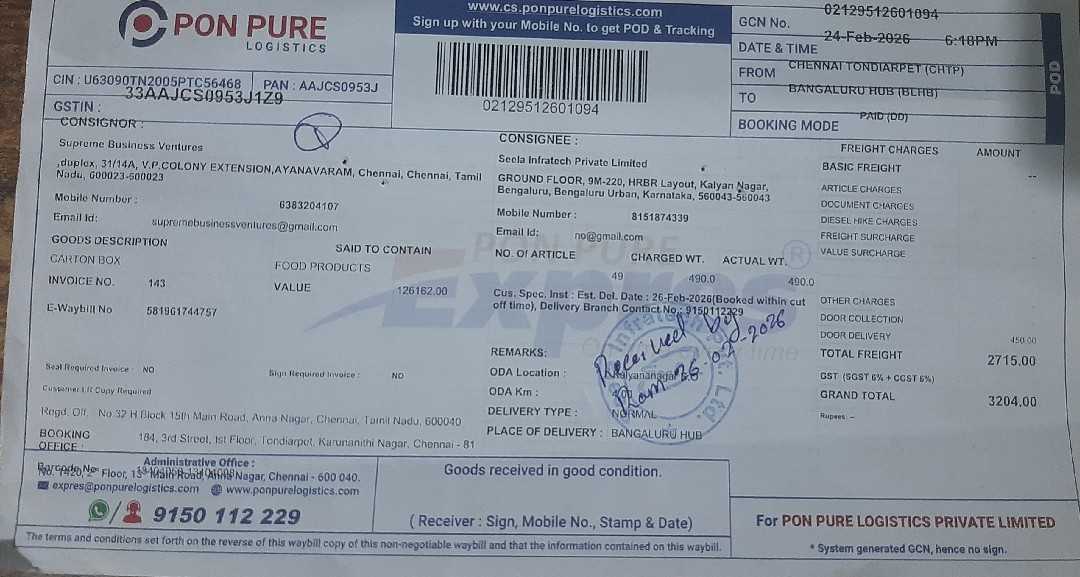 PON PURE
LOGISTICS
CIN : U63090TN2005PTC56468 PAN : AAJCS0953J
33AAJCS0953J1Z9
GSTIN :
www.cs.ponpurelogistics.com
Sign up with your Mobile No. to get POD & Tracking
02129512601094
GCN No. 02129512601094
DATE & TIME 24-Feb-2026 6:18PM
FROM CHENNAI TONDIARPET (CHTP)
TO BANGALURU HUB (BLHB)
BOOKING MODE PAID (DD)
POD
CONSIGNOR :
Supreme Business Ventures
,duplex, 31/14A, V.P.COLONY EXTENSION,AYANAVARAM, Chennai, Chennai, Tamil
Nadu, 600023-600023
Mobile Number : 6383204107
Email Id: supremebusinessventures@gmail.com
CONSIGNEE :
Seela Infratech Private Limited
GROUND FLOOR, 9M-220, HRBR Layout, Kalyan Nagar,
Bengaluru, Bengaluru Urban, Karnataka, 560043-560043
Mobile Number : 8151874339
Email Id: no@gmail.com
GOODS DESCRIPTION SAID TO CONTAIN
CARTON BOX FOOD PRODUCTS
INVOICE NO. 143 VALUE 126162.00
E-Waybill No 581961744757
NO. Of ARTICLE CHARGED WT. ACTUAL WT.
49 490.0 490.0
PON PURE
Express
Cus. Spec. Inst : Est. Del. Date : 26-Feb-2026(Booked within cut
off time), Delivery Branch Contact No.: 9150112229
REMARKS:
ODA Location :
ODA Km :
DELIVERY TYPE : NORMAL
PLACE OF DELIVERY : BANGALURU HUB
Received by
Ram 26-02-2026
Seal Required Invoice : NO Sign Required Invoice : NO
Customer LR Copy Required
Regd. Off. No.32 H Block 15th Main Road, Anna Nagar, Chennai, Tamil Nadu, 600040
BOOKING
OFFICE : 184, 3rd Street, Ist Floor, Tondiarpet, Karunanithi Nagar, Chennai - 81
FREIGHT CHARGES AMOUNT
BASIC FREIGHT --
ARTICLE CHARGES
DOCUMENT CHARGES
DIESEL HIKE CHARGES
FREIGHT SURCHARGE
VALUE SURCHARGE
OTHER CHARGES
DOOR COLLECTION
DOOR DELIVERY 450.00
TOTAL FREIGHT 2715.00
GST (SGST 6% + CGST 6%)
GRAND TOTAL 3204.00
Rupees: --
Administrative Office :
Floor, 13th Main Road, Anna Nagar, Chennai - 600 040.
expres@ponpurelogistics.com www.ponpurelogistics.com
9150 112 229
Goods received in good condition.
( Receiver : Sign, Mobile No., Stamp & Date)
For PON PURE LOGISTICS PRIVATE LIMITED
* System generated GCN, hence no sign.
The terms and conditions set forth on the reverse of this waybill copy of this non-negotiable waybill and that the information contained on this waybill.